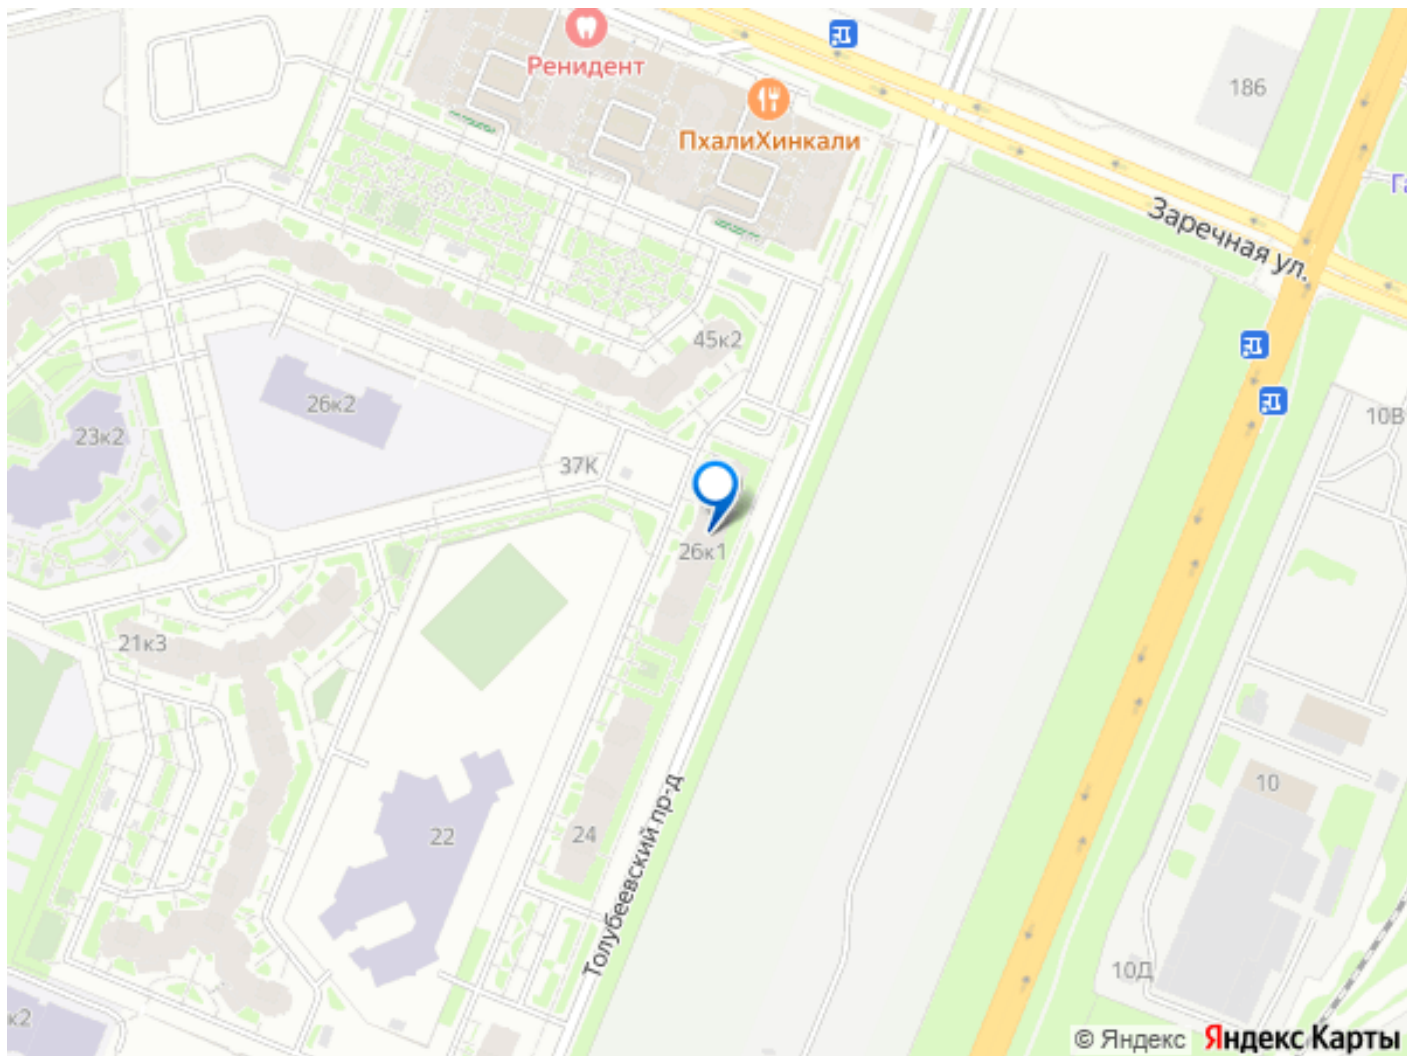 Ренидент
186
ПхалиХинкали
Заречная ул.
45к2
26к2
10В
23к2
37К
26к1
21к3
10
22
24
Толубеевский пр-д
10Д
к2
© Яндекс Яндекс Карты